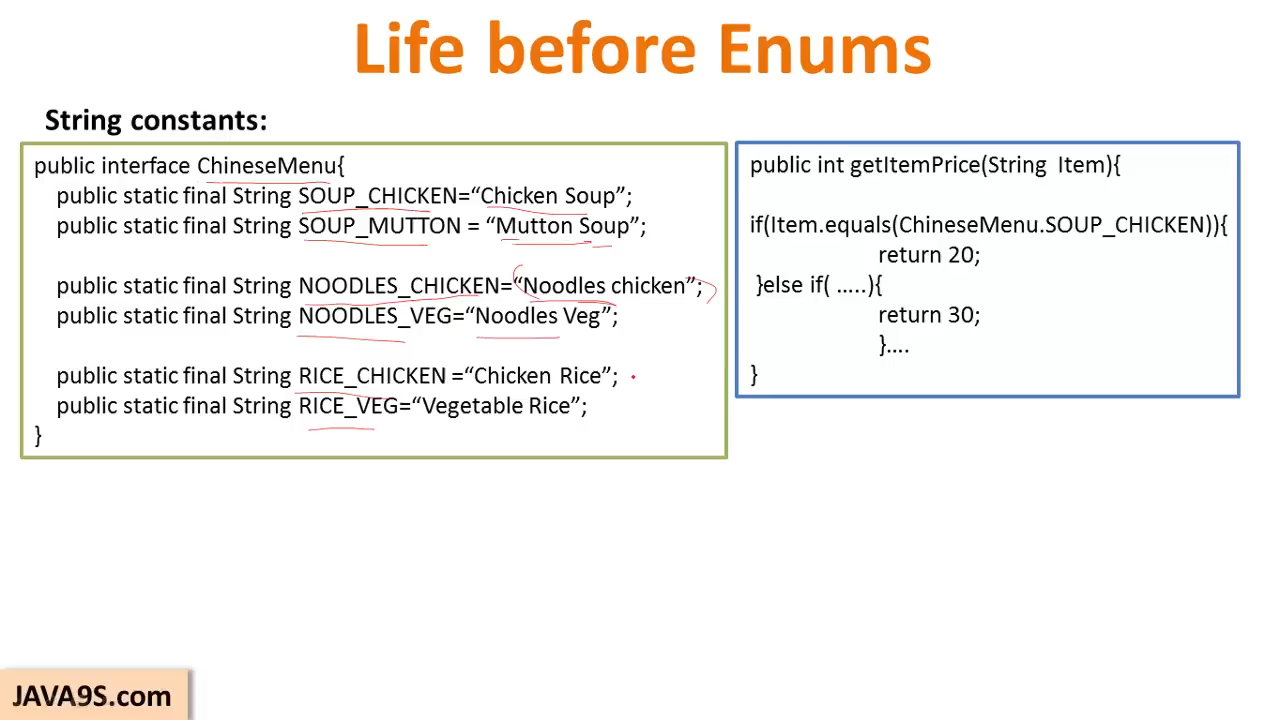 Life before Enums
String constants:
public interface ChineseMenu{
public static final String SOUP_CHICKEN=“Chicken Soup”;
public static final String SOUP_MUTTON = “Mutton Soup”;
public static final String NOODLES_CHICKEN=“Noodles chicken”;
public static final String NOODLES_VEG=“Noodles Veg”;
public static final String RICE_CHICKEN =“Chicken Rice”;
public static final String RICE_VEG=“Vegetable Rice”;
}
public int getItemPrice(String Item){
if(Item.equals(ChineseMenu.SOUP_CHICKEN)){
return 20;
}else if( …..){
return 30;
}….
}
JAVA9S.com